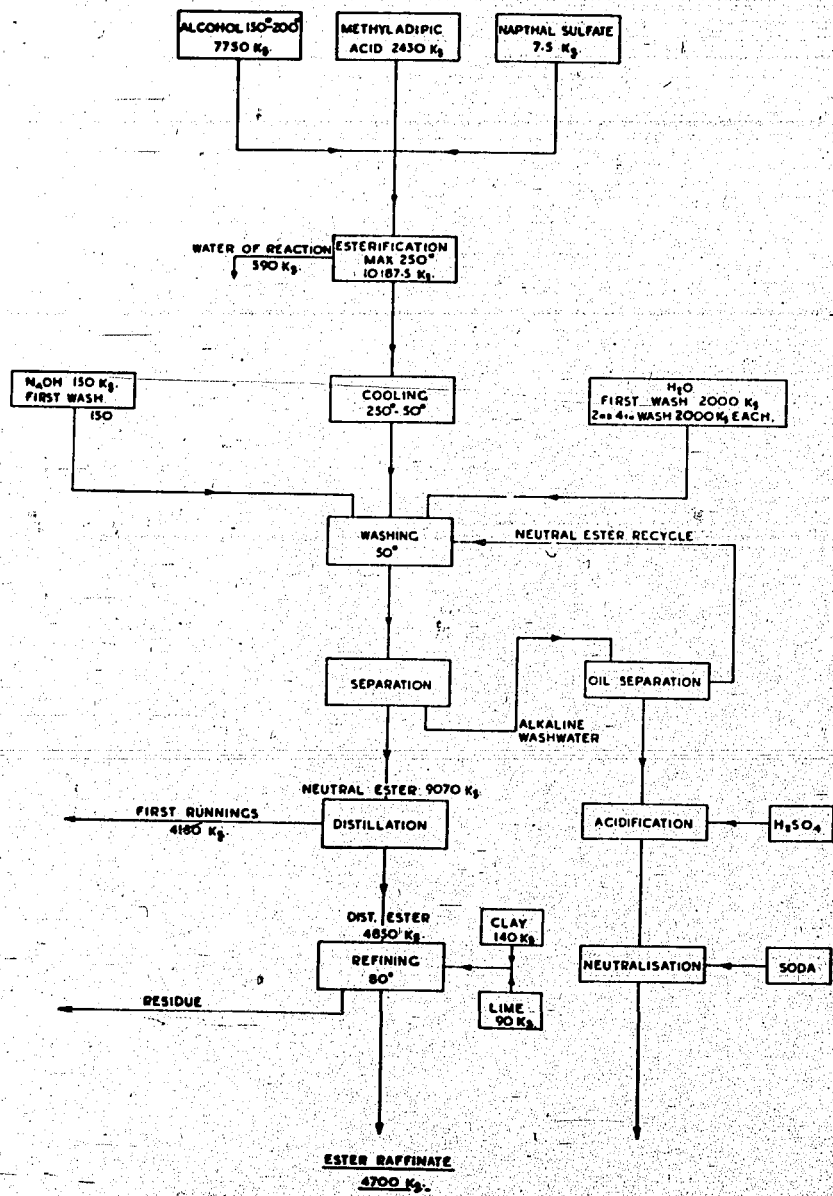 ALCOHOL 150°-200°
7750 Kg.
METHYLADIPIC
ACID 2430 Kg
NAPTHAL SULFATE
7.5 Kg
WATER OF REACTION
590 Kg.
ESTERIFICATION
MAX 250°
10187.5 Kg.
NAOH 150 Kg.
FIRST WASH.
150
COOLING
250°-50°
H2O
FIRST WASH 2000 Kg
2ND 4TH WASH 2000 Kg EACH.
WASHING
50°
NEUTRAL ESTER RECYCLE
SEPARATION
OIL SEPARATION
ALKALINE
WASHWATER
NEUTRAL ESTER 9070 Kg.
FIRST RUNNINGS
4180 Kg.
DISTILLATION
ACIDIFICATION
H2SO4
DIST. ESTER
4850 Kg.
CLAY
140 Kg.
REFINING
80°
NEUTRALISATION
SODA
RESIDUE
LIME
90 Kg.
ESTER RAFFINATE
4700 Kg.